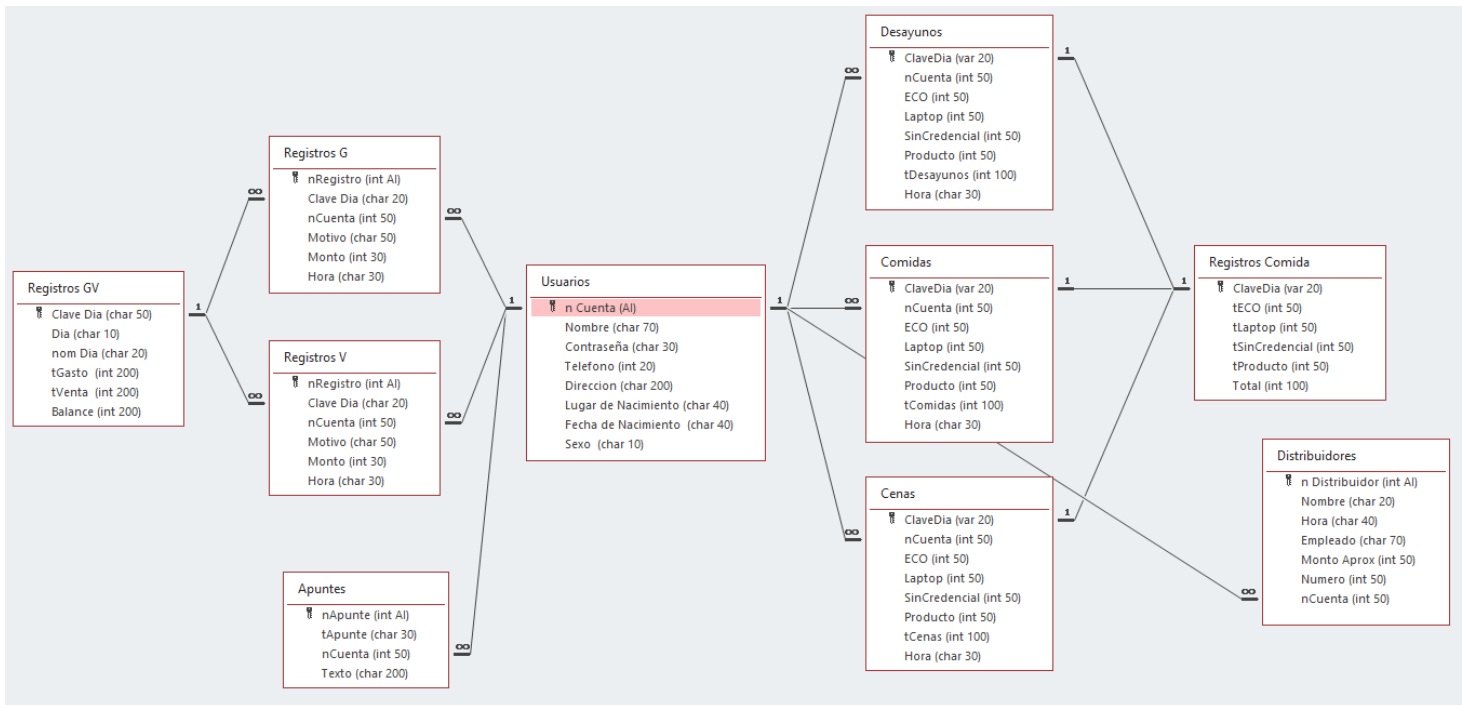 Registros GV
Clave Dia (char 50)
Dia (char 10)
nom Dia (char 20)
tGasto (int 200)
tVenta (int 200)
Balance (int 200)
1
Registros G
nRegistro (int AI)
Clave Dia (char 20)
nCuenta (int 50)
Motivo (char 50)
Monto (int 30)
Hora (char 30)
∞
∞
Registros V
nRegistro (int AI)
Clave Dia (char 20)
nCuenta (int 50)
Motivo (char 50)
Monto (int 30)
Hora (char 30)
∞
∞
Apuntes
nApunte (int AI)
tApunte (char 30)
nCuenta (int 50)
Texto (char 200)
∞
Usuarios
n Cuenta (AI)
Nombre (char 70)
Contraseña (char 30)
Telefono (int 20)
Direccion (char 200)
Lugar de Nacimiento (char 40)
Fecha de Nacimiento (char 40)
Sexo (char 10)
1
1
Desayunos
ClaveDia (var 20)
nCuenta (int 50)
ECO (int 50)
Laptop (int 50)
SinCredencial (int 50)
Producto (int 50)
tDesayunos (int 100)
Hora (char 30)
∞
1
Comidas
ClaveDia (var 20)
nCuenta (int 50)
ECO (int 50)
Laptop (int 50)
SinCredencial (int 50)
Producto (int 50)
tComidas (int 100)
Hora (char 30)
∞
1
Cenas
ClaveDia (var 20)
nCuenta (int 50)
ECO (int 50)
Laptop (int 50)
SinCredencial (int 50)
Producto (int 50)
tCenas (int 100)
Hora (char 30)
∞
1
Registros Comida
ClaveDia (var 20)
tECO (int 50)
tLaptop (int 50)
tSinCredencial (int 50)
tProducto (int 50)
Total (int 100)
1
Distribuidores
n Distribuidor (int AI)
Nombre (char 20)
Hora (char 40)
Empleado (char 70)
Monto Aprox (int 50)
Numero (int 50)
nCuenta (int 50)
∞